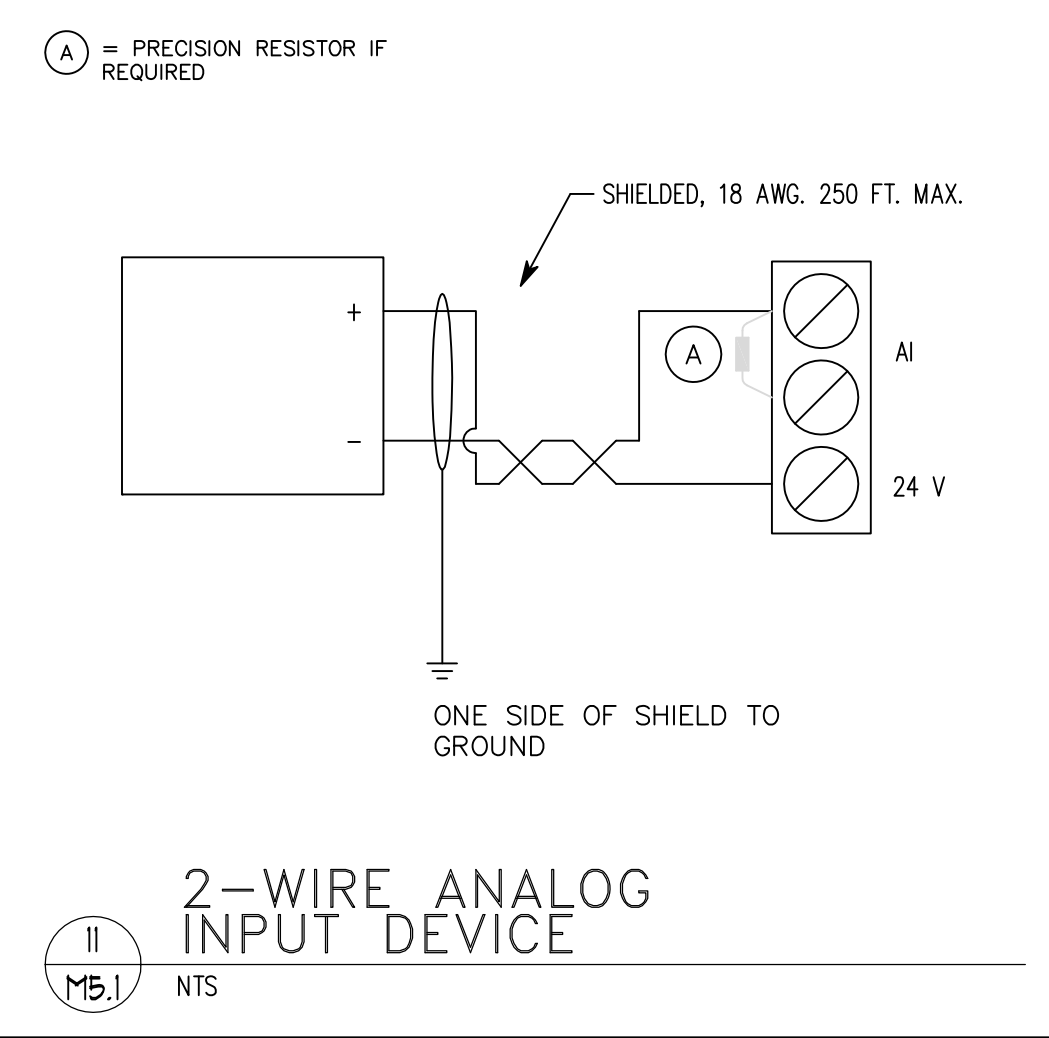 A = PRECISION RESISTOR IF
REQUIRED
SHIELDED, 18 AWG. 250 FT. MAX.
+
A
AI
−
24 V
ONE SIDE OF SHIELD TO
GROUND
2-WIRE ANALOG
INPUT DEVICE
11
M5.1
NTS